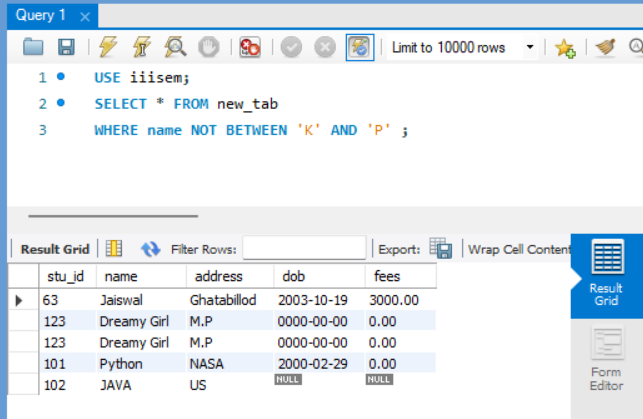 Query 1
Limit to 10000 rows
1 USE iiisem;
2 SELECT * FROM new_tab
3 WHERE name NOT BETWEEN 'K' AND 'P' ;
Result Grid Filter Rows: Export: Wrap Cell Content
stu_id name address dob fees
63 Jaiswal Ghatabillod 2003-10-19 3000.00
123 Dreamy Girl M.P 0000-00-00 0.00
123 Dreamy Girl M.P 0000-00-00 0.00
101 Python NASA 2000-02-29 0.00
102 JAVA US NULL NULL
Result
Grid
Form
Editor